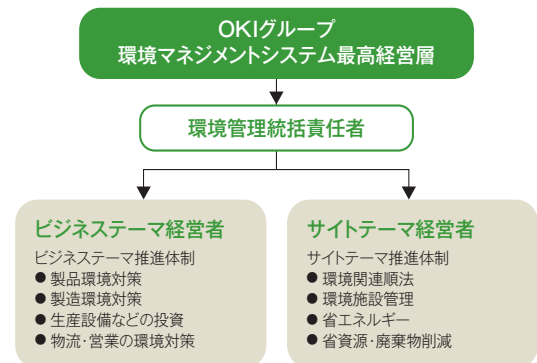 OKIグループ
環境マネジメントシステム最高経営層
環境管理統括責任者
ビジネステーマ経営者
ビジネステーマ推進体制
● 製品環境対策
● 製造環境対策
● 生産設備などの投資
● 物流・営業の環境対策
サイトテーマ経営者
サイトテーマ推進体制
● 環境関連順法
● 環境施設管理
● 省エネルギー
● 省資源・廃棄物削減